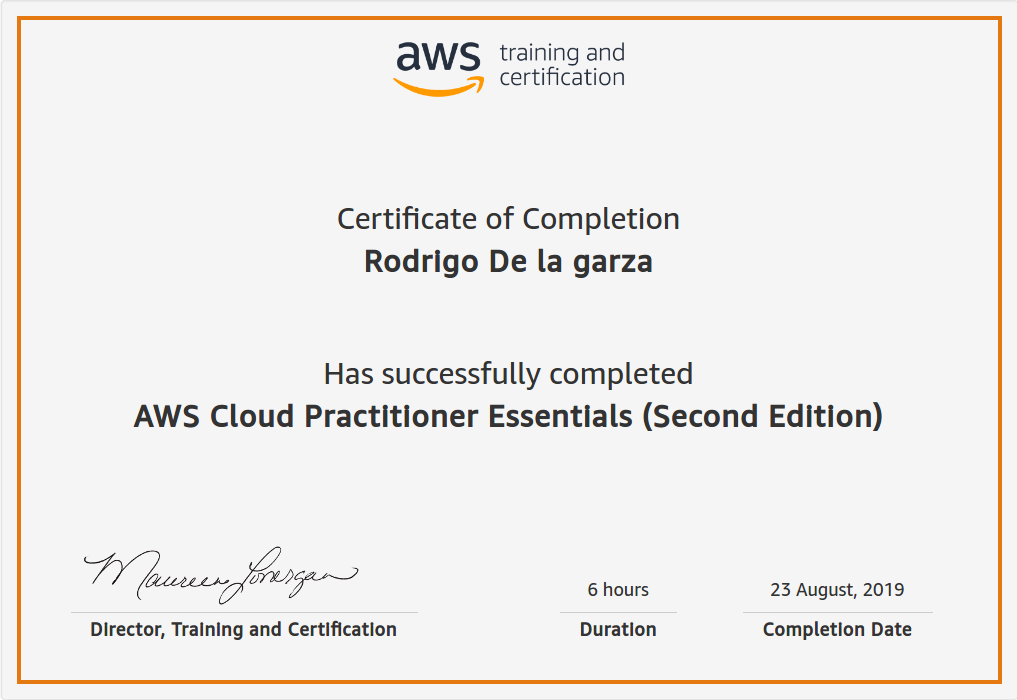 aws training and
certification
Certificate of Completion
Rodrigo De la garza
Has successfully completed
AWS Cloud Practitioner Essentials (Second Edition)
Maureen Lonergan
Director, Training and Certification
6 hours
Duration
23 August, 2019
Completion Date